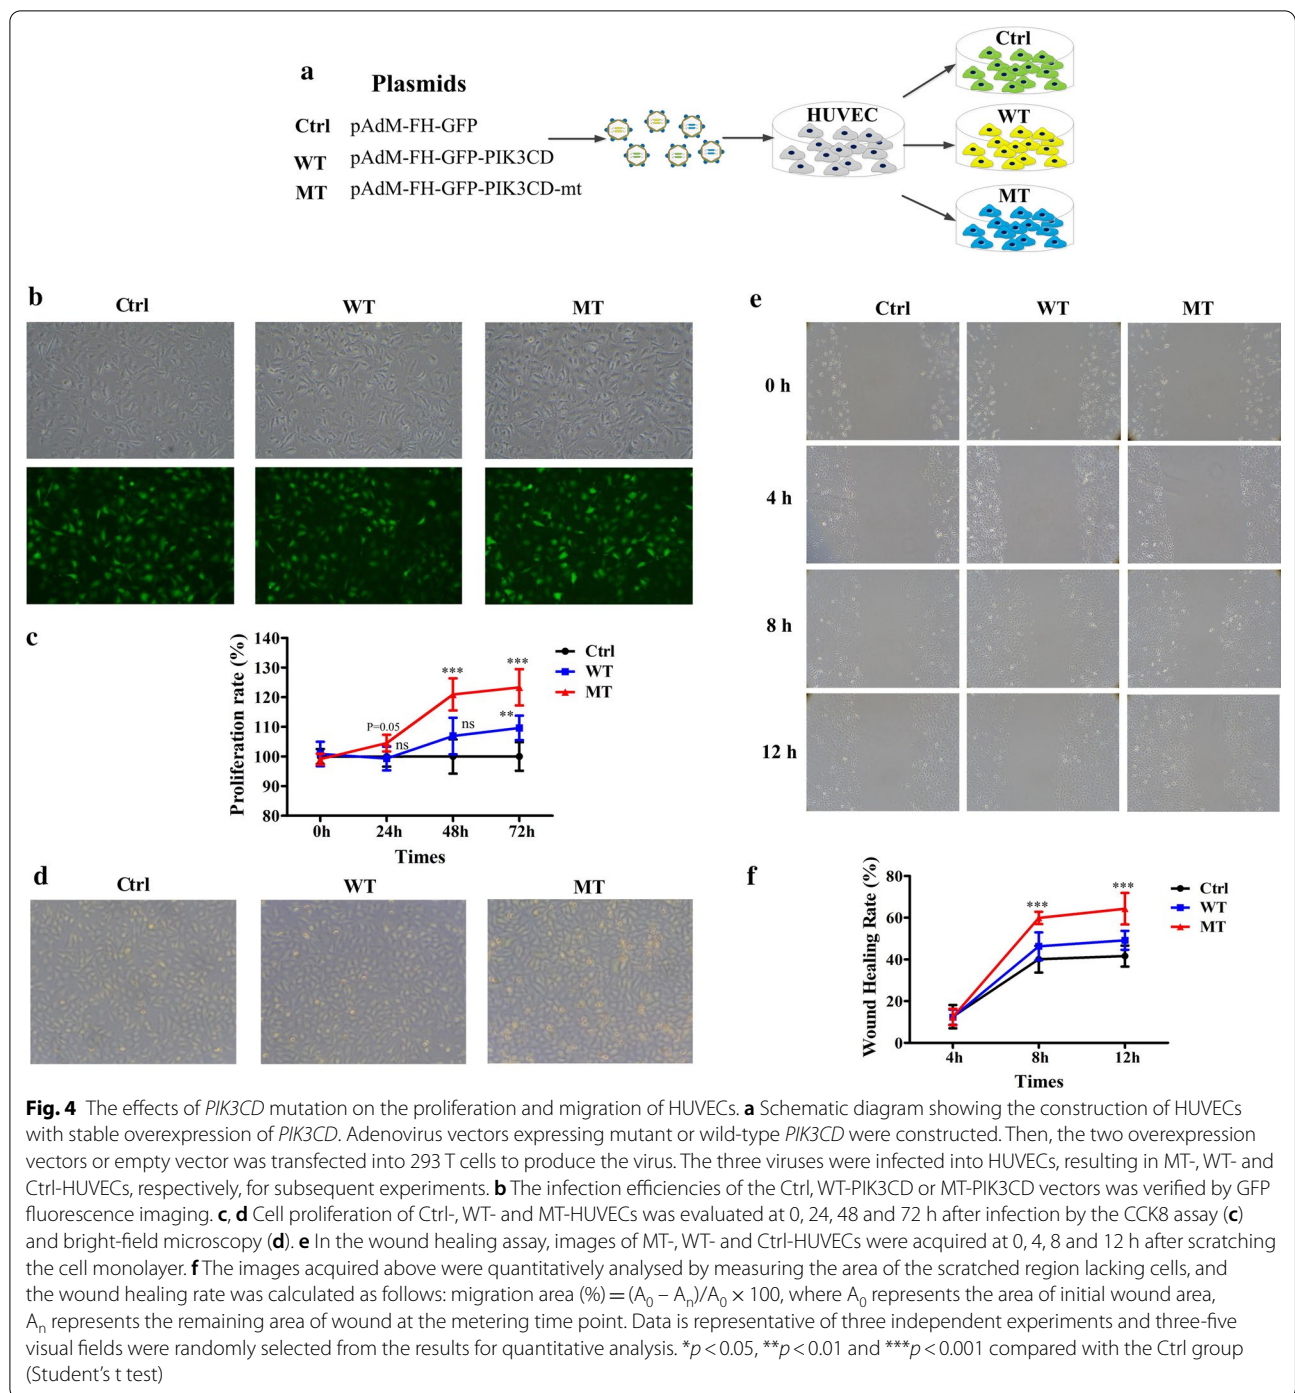 a
Plasmids
Ctrl pAdM-FH-GFP
WT pAdM-FH-GFP-PIK3CD
MT pAdM-FH-GFP-PIK3CD-mt
HUVEC
Ctrl
WT
MT
b
Ctrl WT MT
c
Proliferation rate (%)
140
130
120
110
100
90
80
P=0.05
ns
***
ns
***
**
Ctrl
WT
MT
0h 24h 48h 72h
Times
d
Ctrl WT MT
e
Ctrl WT MT
0 h
4 h
8 h
12 h
f
Wound Healing Rate (%)
80
60
40
20
0
***
***
Ctrl
WT
MT
4h 8h 12h
Times
Fig. 4 The effects of PIK3CD mutation on the proliferation and migration of HUVECs. a Schematic diagram showing the construction of HUVECs
with stable overexpression of PIK3CD. Adenovirus vectors expressing mutant or wild-type PIK3CD were constructed. Then, the two overexpression
vectors or empty vector was transfected into 293 T cells to produce the virus. The three viruses were infected into HUVECs, resulting in MT-, WT- and
Ctrl-HUVECs, respectively, for subsequent experiments. b The infection efficiencies of the Ctrl, WT-PIK3CD or MT-PIK3CD vectors was verified by GFP
fluorescence imaging. c, d Cell proliferation of Ctrl-, WT- and MT-HUVECs was evaluated at 0, 24, 48 and 72 h after infection by the CCK8 assay (c)
and bright-field microscopy (d). e In the wound healing assay, images of MT-, WT- and Ctrl-HUVECs were acquired at 0, 4, 8 and 12 h after scratching
the cell monolayer. f The images acquired above were quantitatively analysed by measuring the area of the scratched region lacking cells, and
the wound healing rate was calculated as follows: migration area (%) = (A0 – An)/A0 × 100, where A0 represents the area of initial wound area,
An represents the remaining area of wound at the metering time point. Data is representative of three independent experiments and three-five
visual fields were randomly selected from the results for quantitative analysis. *p < 0.05, **p < 0.01 and ***p < 0.001 compared with the Ctrl group
(Student's t test)